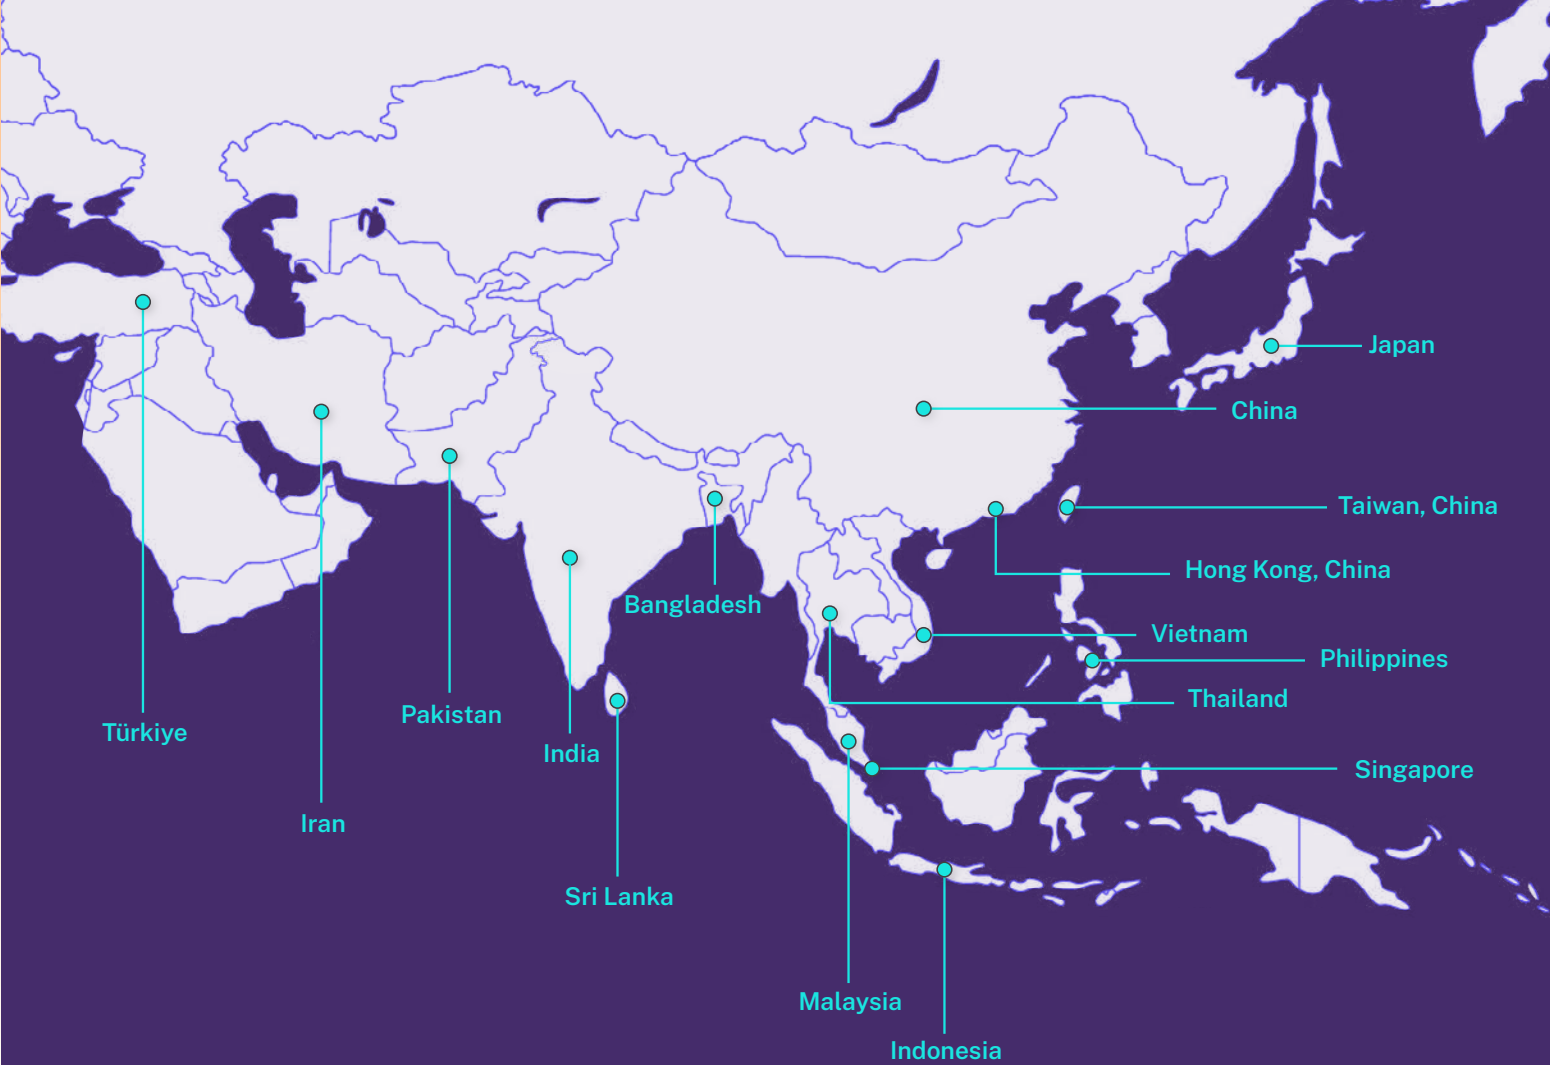 Japan
China
Taiwan, China
Hong Kong, China
Bangladesh
Vietnam
Philippines
Thailand
Pakistan
Türkiye
India
Singapore
Iran
Sri Lanka
Malaysia
Indonesia